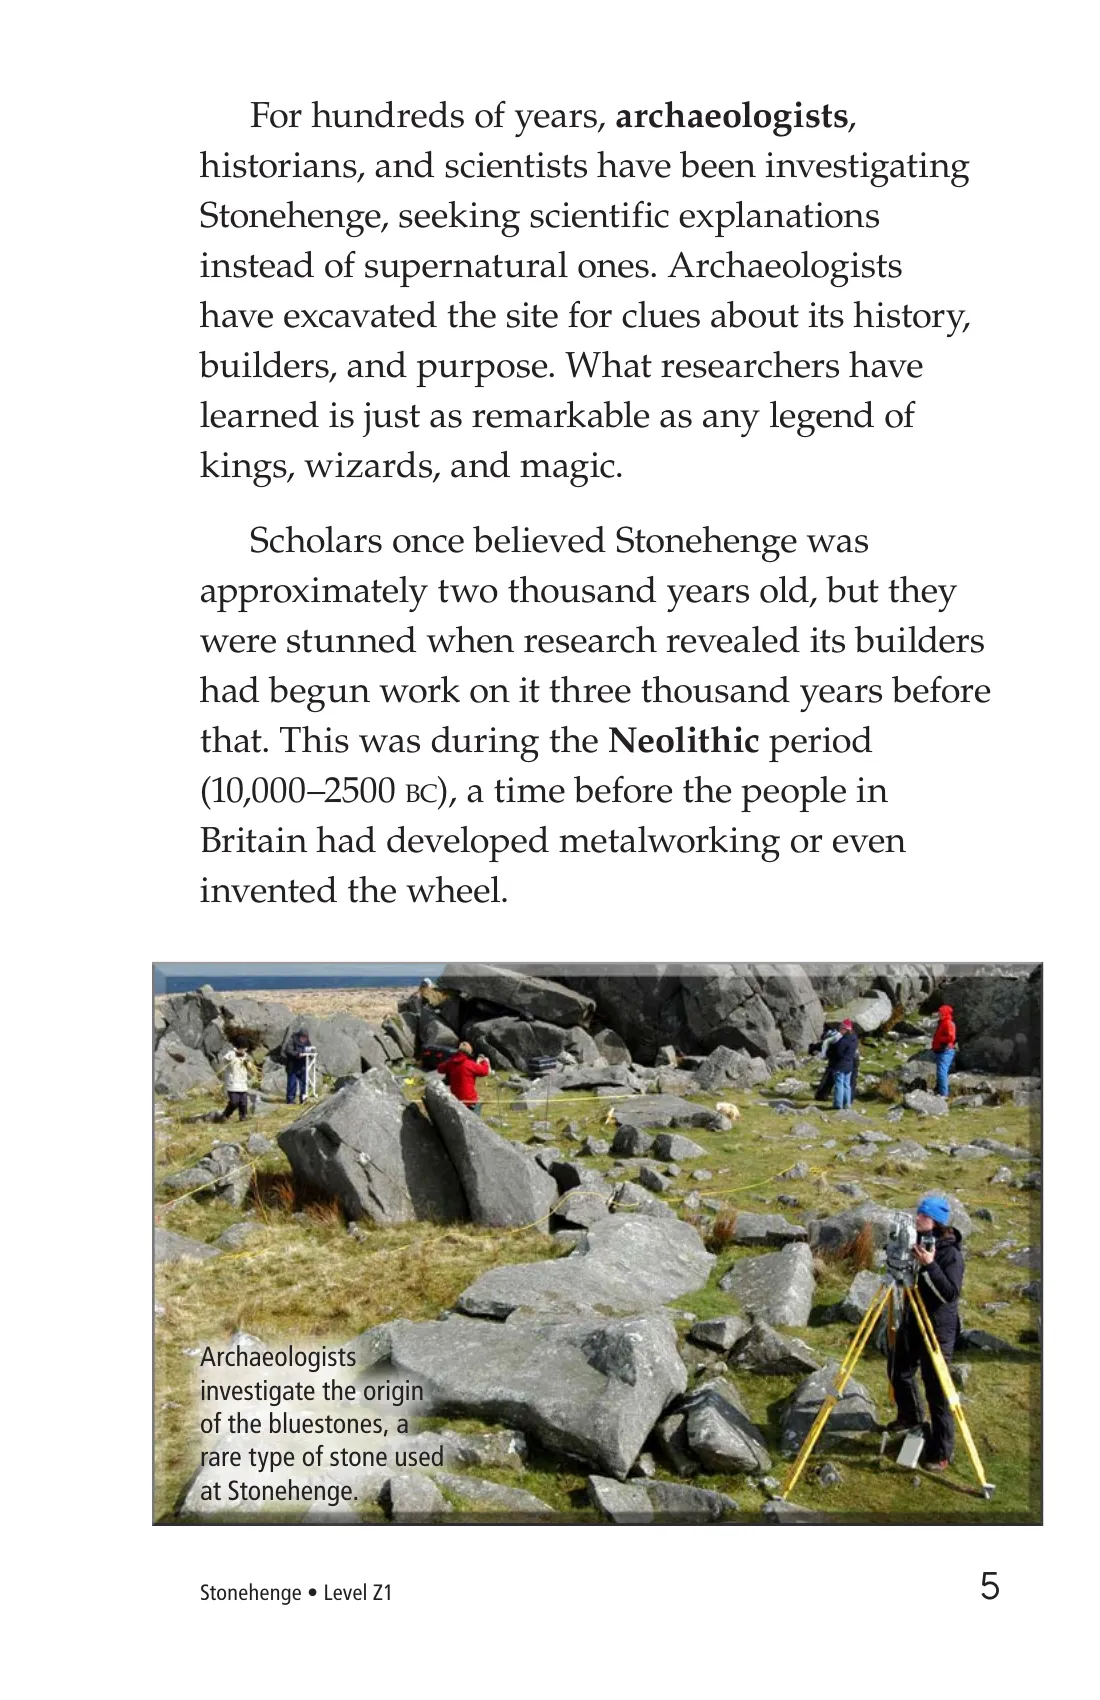 For hundreds of years, archaeologists,
historians, and scientists have been investigating
Stonehenge, seeking scientific explanations
instead of supernatural ones. Archaeologists
have excavated the site for clues about its history,
builders, and purpose. What researchers have
learned is just as remarkable as any legend of
kings, wizards, and magic.
Scholars once believed Stonehenge was
approximately two thousand years old, but they
were stunned when research revealed its builders
had begun work on it three thousand years before
that. This was during the Neolithic period
(10,000–2500 BC), a time before the people in
Britain had developed metalworking or even
invented the wheel.
Archaeologists
investigate the origin
of the bluestones, a
rare type of stone used
at Stonehenge.
Stonehenge • Level Z1
5